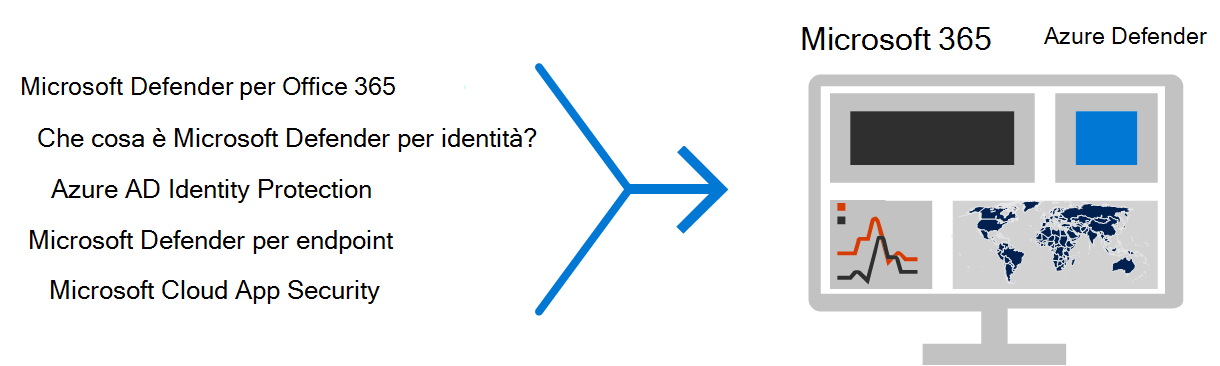 Microsoft 365
Azure Defender
Microsoft Defender per Office 365
Che cosa è Microsoft Defender per identità?
Azure AD Identity Protection
Microsoft Defender per endpoint
Microsoft Cloud App Security